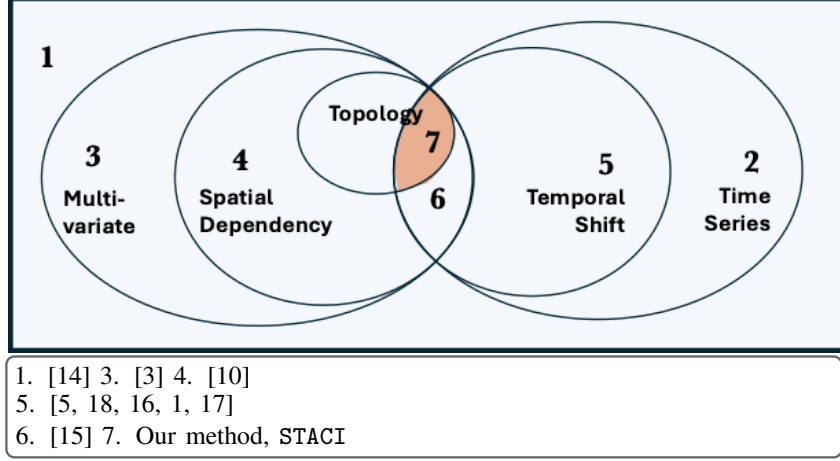 1
Topology
7
3
4
5
2
Multi-
variate
Spatial
Dependency
6
Temporal
Shift
Time
Series
1. [14] 3. [3] 4. [10]
5. [5, 18, 16, 1, 17]
6. [15] 7. Our method, STACI